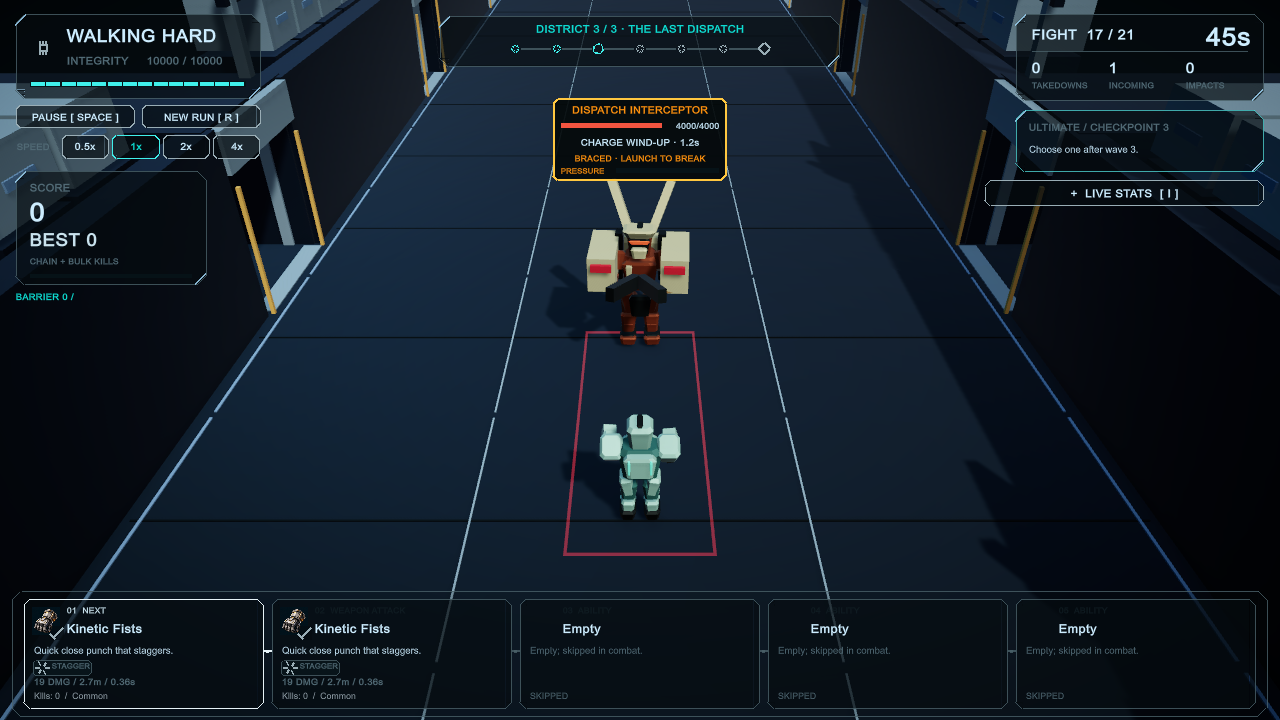 WALKING HARD
INTEGRITY 10000 / 10000
PAUSE [ SPACE ]
NEW RUN [ R ]
SPEED
0.5x
1x
2x
4x
SCORE
0
BEST 0
CHAIN + BULK KILLS
BARRIER 0 /
DISTRICT 3 / 3 · THE LAST DISPATCH
DISPATCH INTERCEPTOR
4000/4000
CHARGE WIND-UP · 1.2s
BRACED · LAUNCH TO BREAK
PRESSURE
FIGHT 17 / 21
45s
0
1
0
TAKEDOWNS
INCOMING
IMPACTS
ULTIMATE / CHECKPOINT 3
Choose one after wave 3.
+ LIVE STATS [ I ]
01 NEXT
Kinetic Fists
Quick close punch that staggers.
STAGGER
19 DMG / 2.7m / 0.36s
Kills: 0 / Common
02 WEAPON ATTACK
Kinetic Fists
Quick close punch that staggers.
STAGGER
19 DMG / 2.7m / 0.36s
Kills: 0 / Common
ABILITY
Empty
Empty; skipped in combat.
SKIPPED
ABILITY
Empty
Empty; skipped in combat.
SKIPPED
ABILITY
Empty
Empty; skipped in combat.
SKIPPED